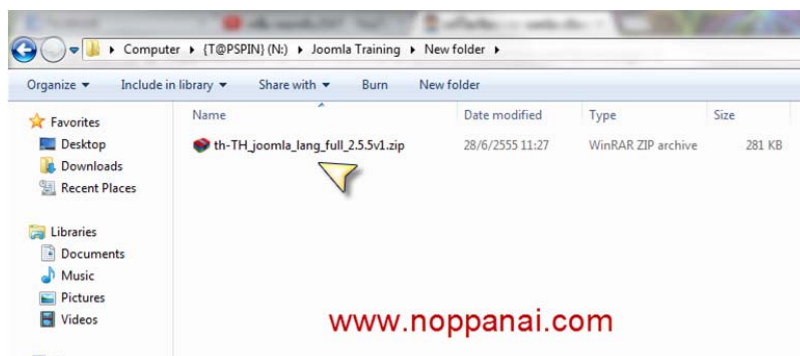 Computer ▸ {T@PSPIN} (N:) ▸ Joomla Training ▸ New folder ▸
Organize Include in library Share with Burn New folder
Name Date modified Type Size
Favorites
Desktop
Downloads
Recent Places
th-TH_joomla_lang_full_2.5.5v1.zip 28/6/2555 11:27 WinRAR ZIP archive 281 KB
Libraries
Documents
Music
Pictures
Videos
www.noppanai.com